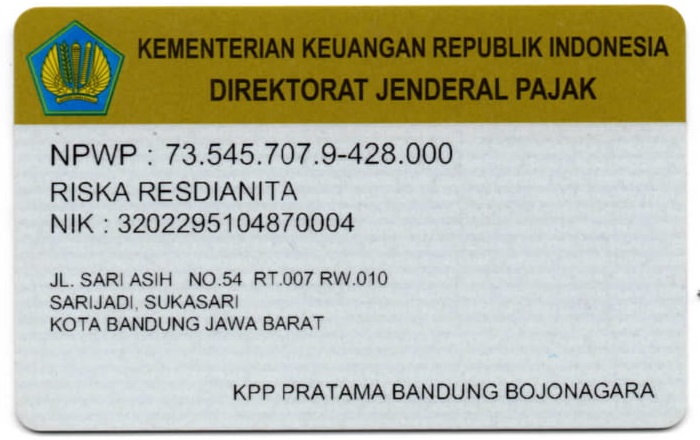 KEMENTERIAN KEUANGAN REPUBLIK INDONESIA
DIREKTORAT JENDERAL PAJAK
NPWP : 73.545.707.9-428.000
RISKA RESDIANITA
NIK : 3202295104870004
JL. SARI ASIH NO.54 RT.007 RW.010
SARIJADI, SUKASARI
KOTA BANDUNG JAWA BARAT
KPP PRATAMA BANDUNG BOJONAGARA